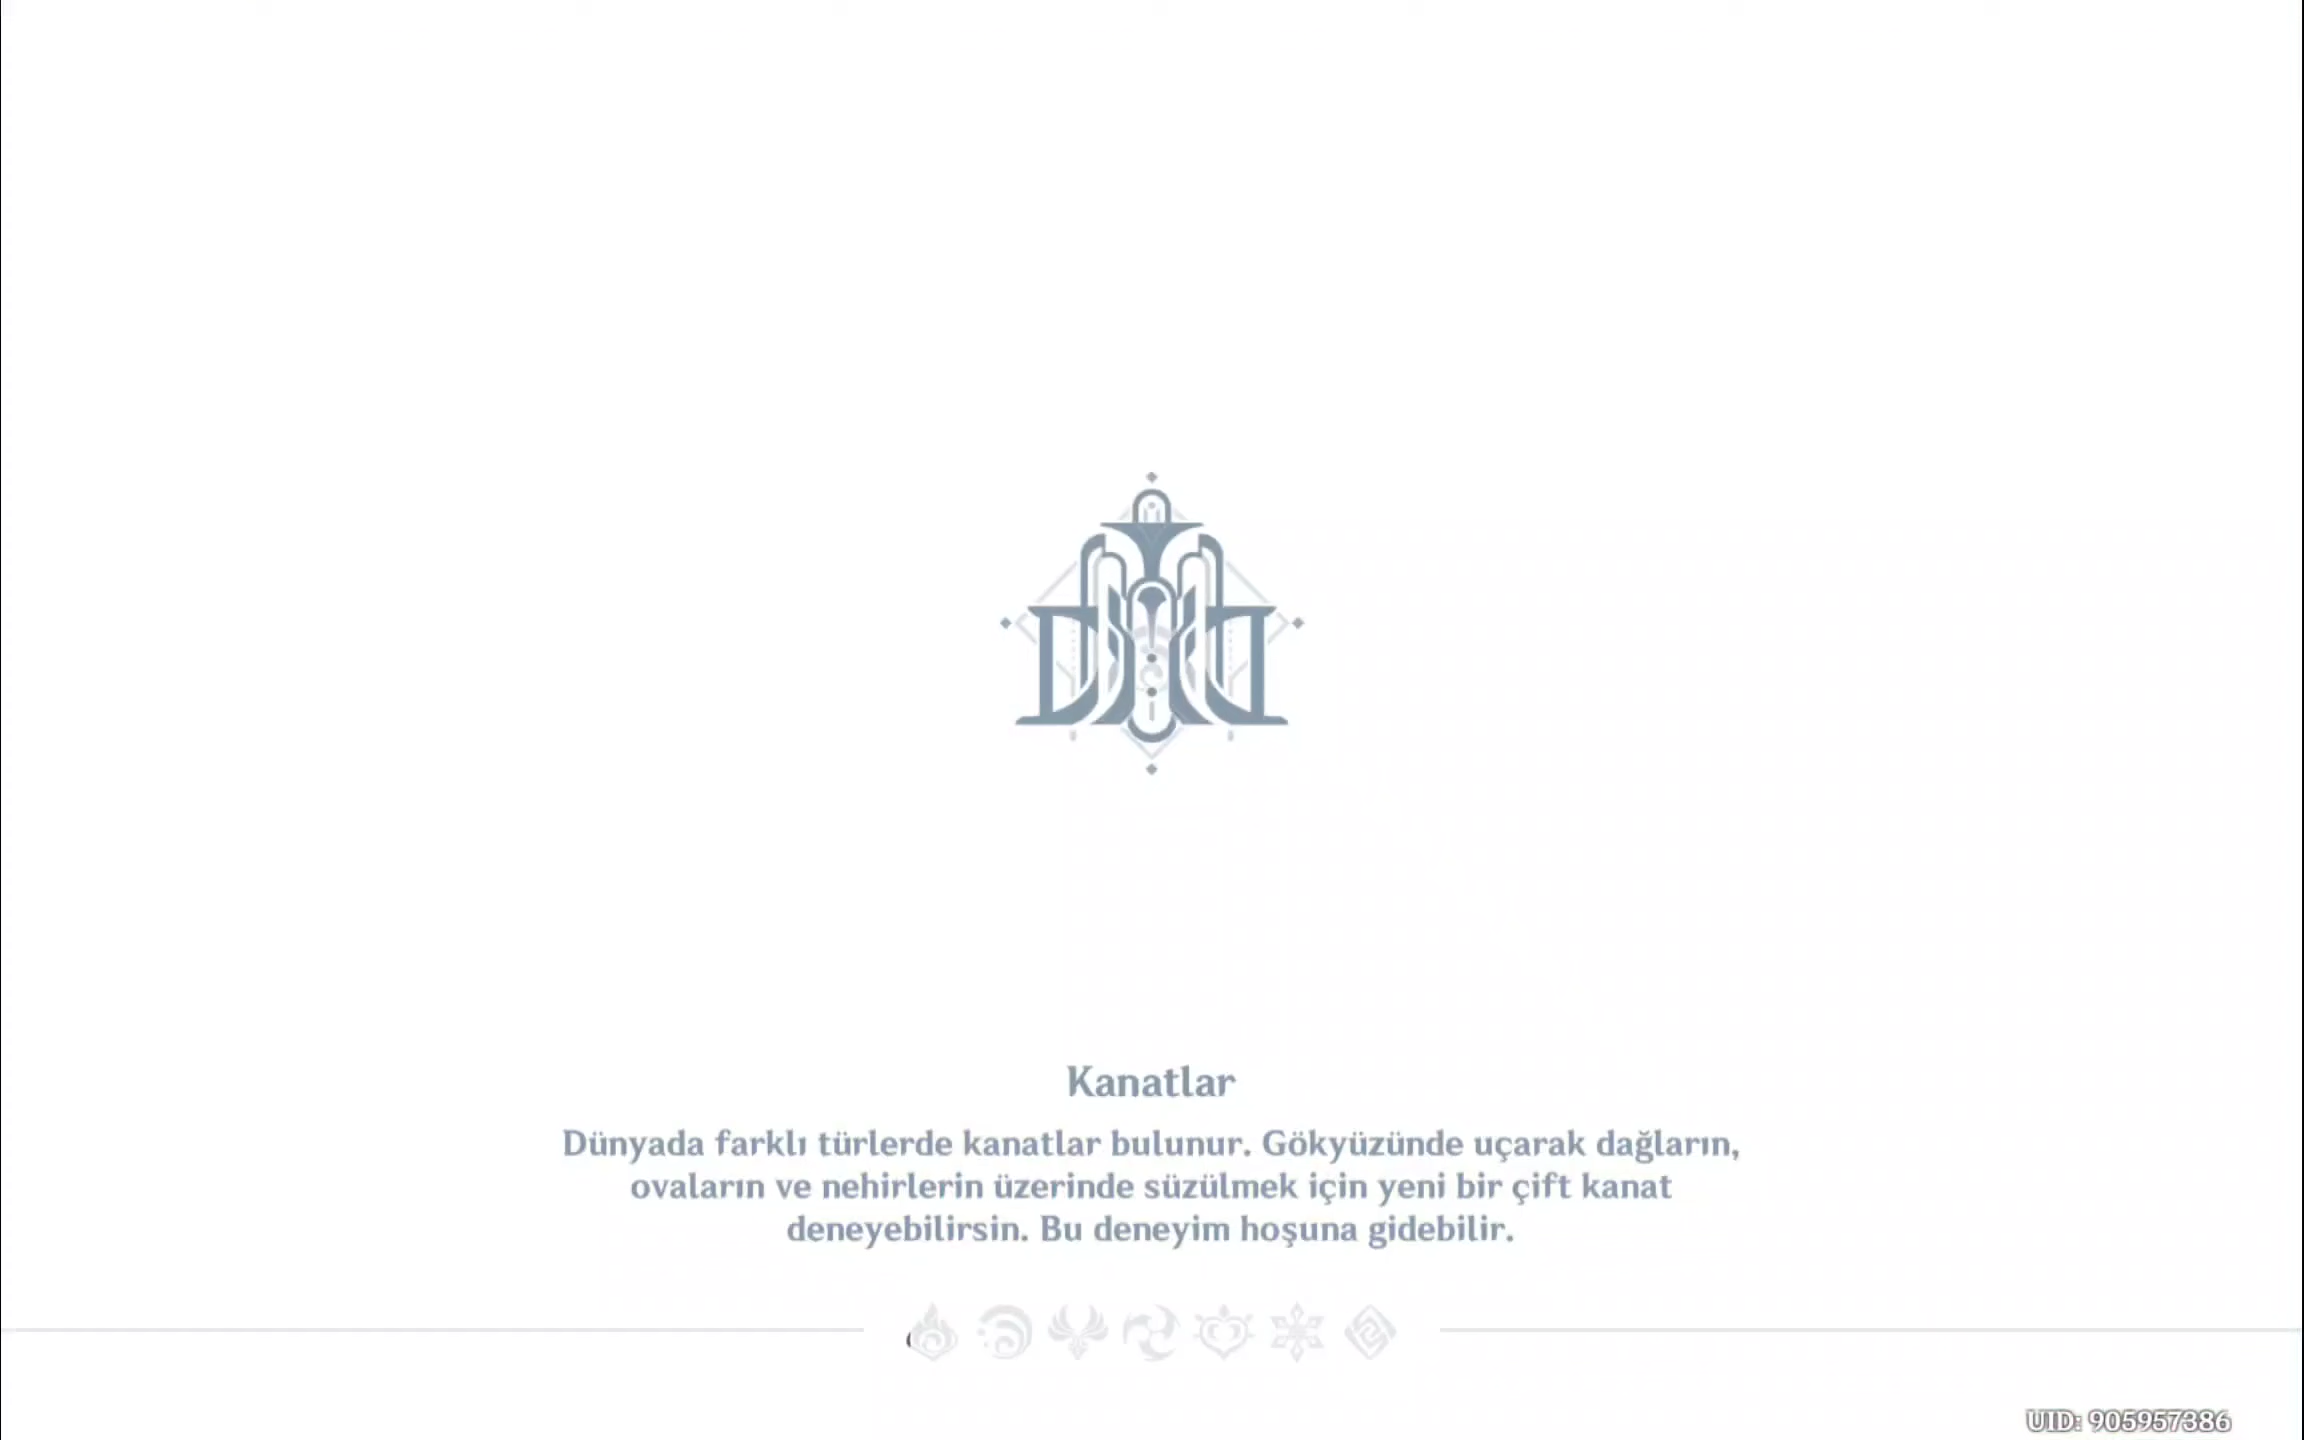 Kanatlar
Dünyada farklı türlerde kanatlar bulunur. Gökyüzünde uçarak dağların,
ovaların ve nehirlerin üzerinde süzülmek için yeni bir çift kanat
deneyebilirsin. Bu deneyim hoşuna gidebilir.
UID: 905957386